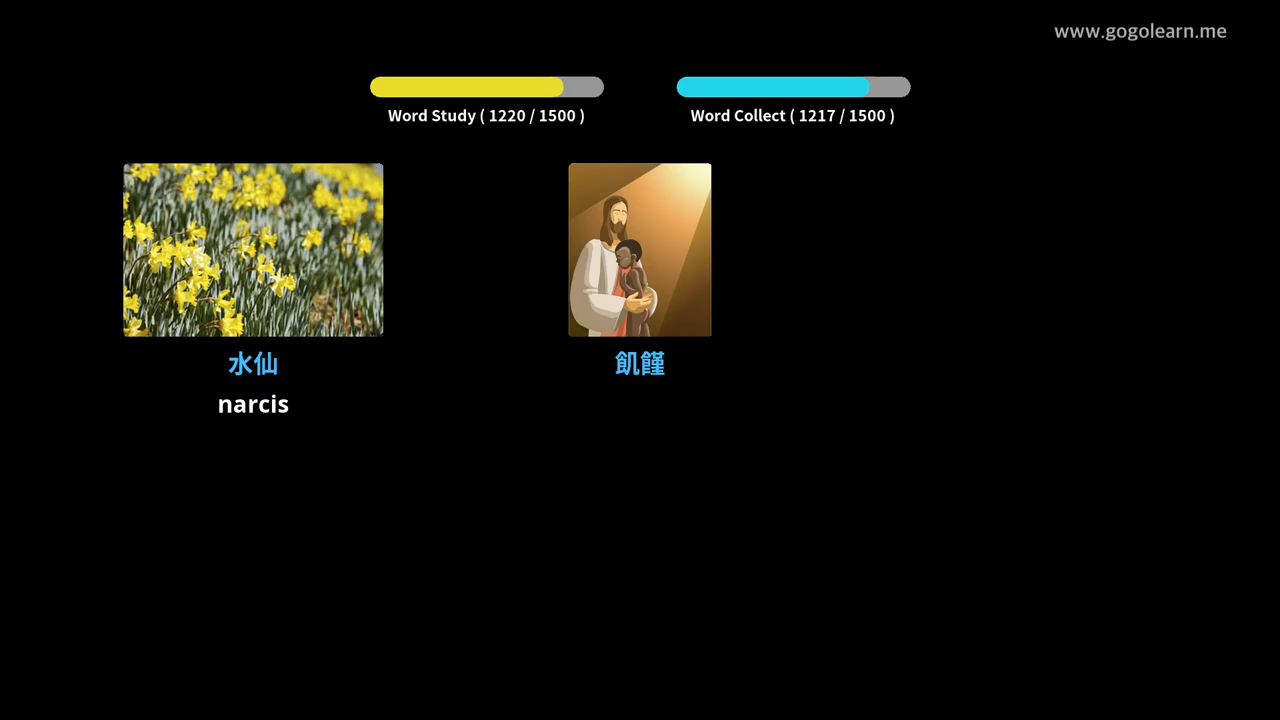 www.gogolearn.me
Word Study ( 1220 / 1500 )
Word Collect ( 1217 / 1500 )
水仙
narcis
飢饉